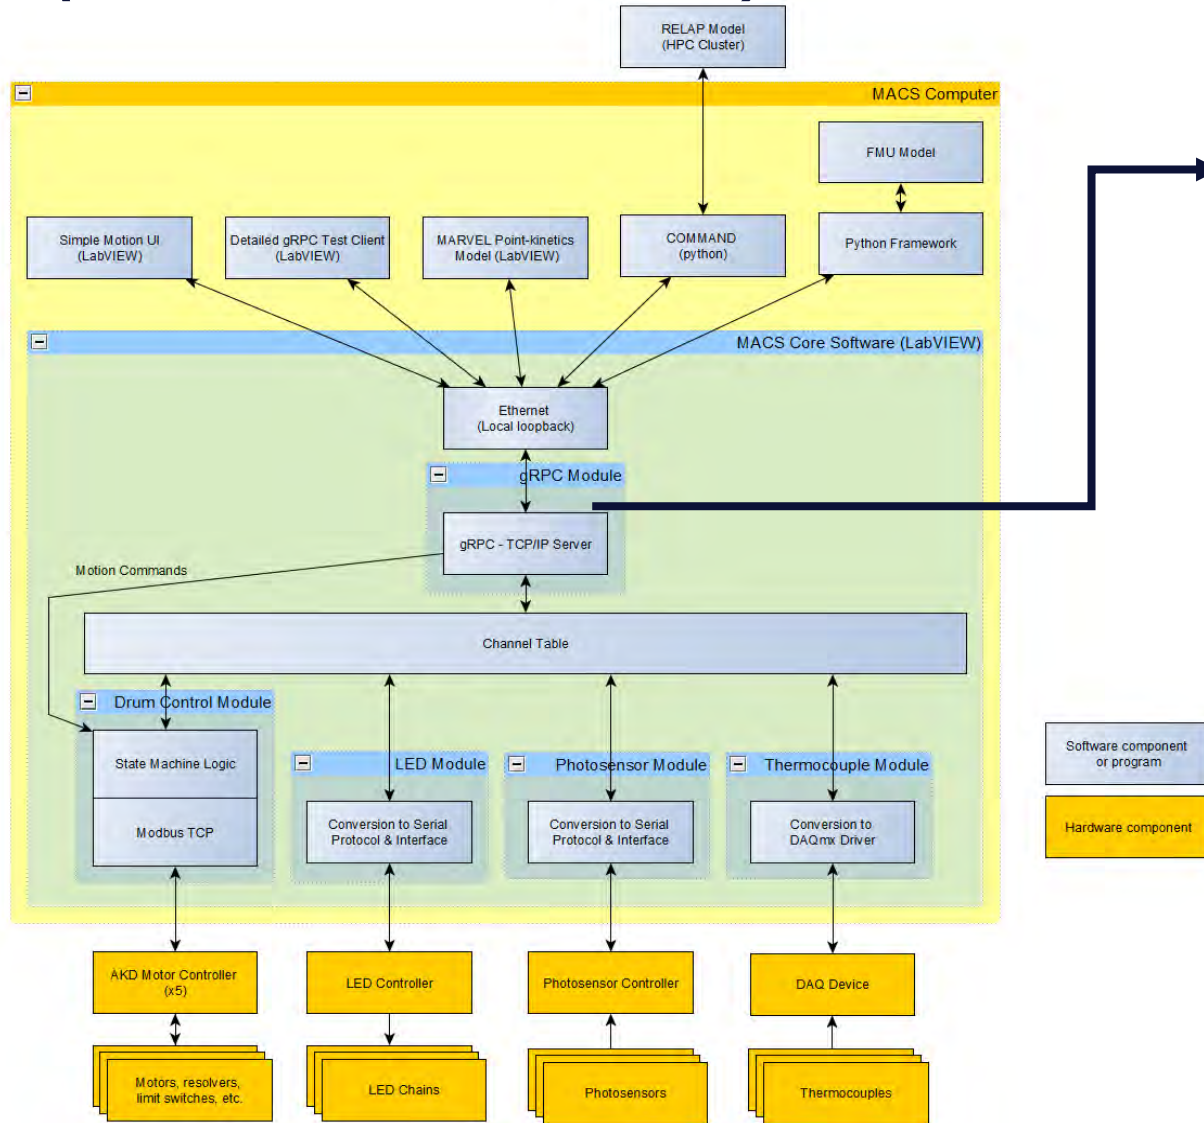 RELAP Model
(HPC Cluster)
MACS Computer
FMU Model
Simple Motion UI
(LabVIEW)
Detailed gRPC Test Client
(LabVIEW)
MARVEL Point-kinetics
Model (LabVIEW)
COMMAND
(python)
Python Framework
MACS Core Software (LabVIEW)
Ethernet
(Local loopback)
gRPC Module
gRPC - TCP/IP Server
Motion Commands
Channel Table
Drum Control Module
State Machine Logic
Modbus TCP
LED Module
Conversion to Serial
Protocol & Interface
Photosensor Module
Conversion to Serial
Protocol & Interface
Thermocouple Module
Conversion to
DAQmx Driver
Software component
or program
Hardware component
AKD Motor Controller
(x5)
LED Controller
Photosensor Controller
DAQ Device
Motors, resolvers,
limit switches, etc.
LED Chains
Photosensors
Thermocouples